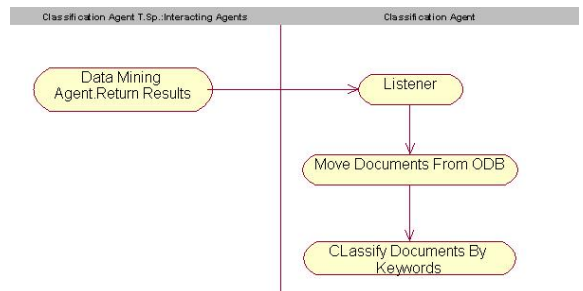 Classification Agent T.Sp.:Interacting Agents
Classification Agent
Data Mining
Agent.Return Results
Listener
Move Documents From ODB
CLassify Documents By
Keywords